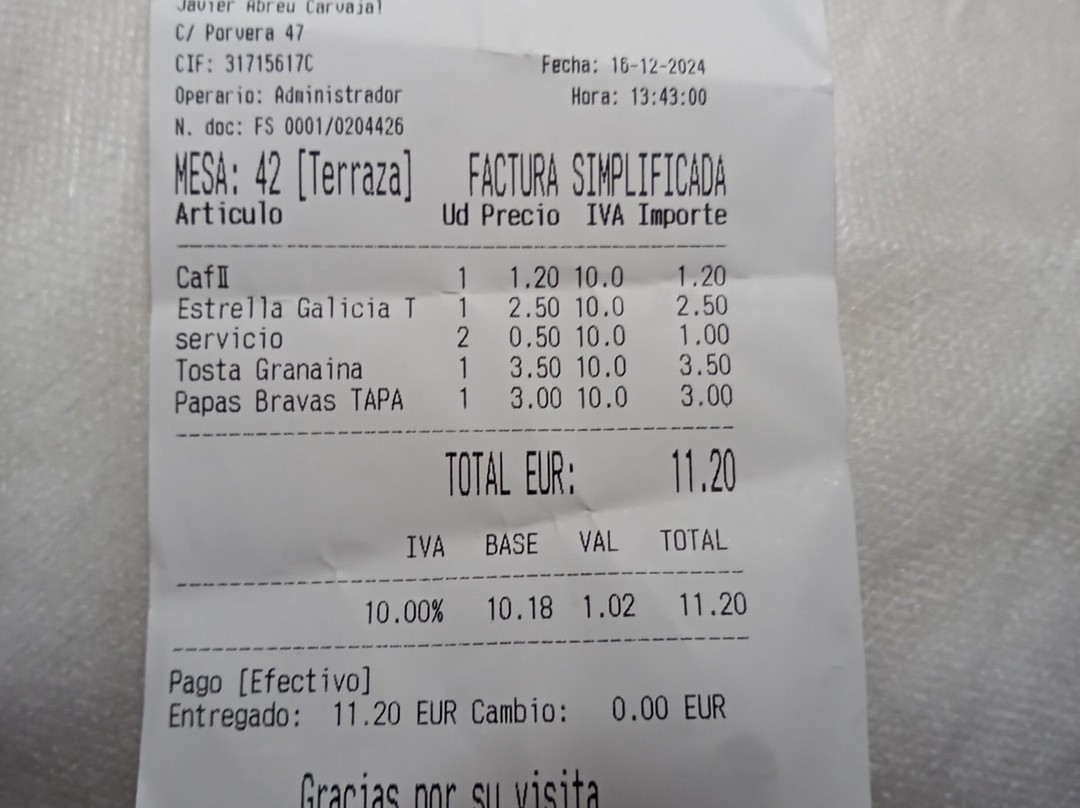 Javier Abreu Carvajal
C/ Porvera 47
CIF: 31715617C Fecha: 16-12-2024
Operario: Administrador Hora: 13:43:00
N. doc: FS 0001/0204426
MESA: 42 [Terraza] FACTURA SIMPLIFICADA
Articulo Ud Precio IVA Importe
CafⅡ 1 1.20 10.0 1.20
Estrella Galicia T 1 2.50 10.0 2.50
servicio 2 0.50 10.0 1.00
Tosta Granaina 1 3.50 10.0 3.50
Papas Bravas TAPA 1 3.00 10.0 3.00
TOTAL EUR: 11.20
IVA BASE VAL TOTAL
10.00% 10.18 1.02 11.20
Pago [Efectivo]
Entregado: 11.20 EUR Cambio: 0.00 EUR
Gracias por su visita